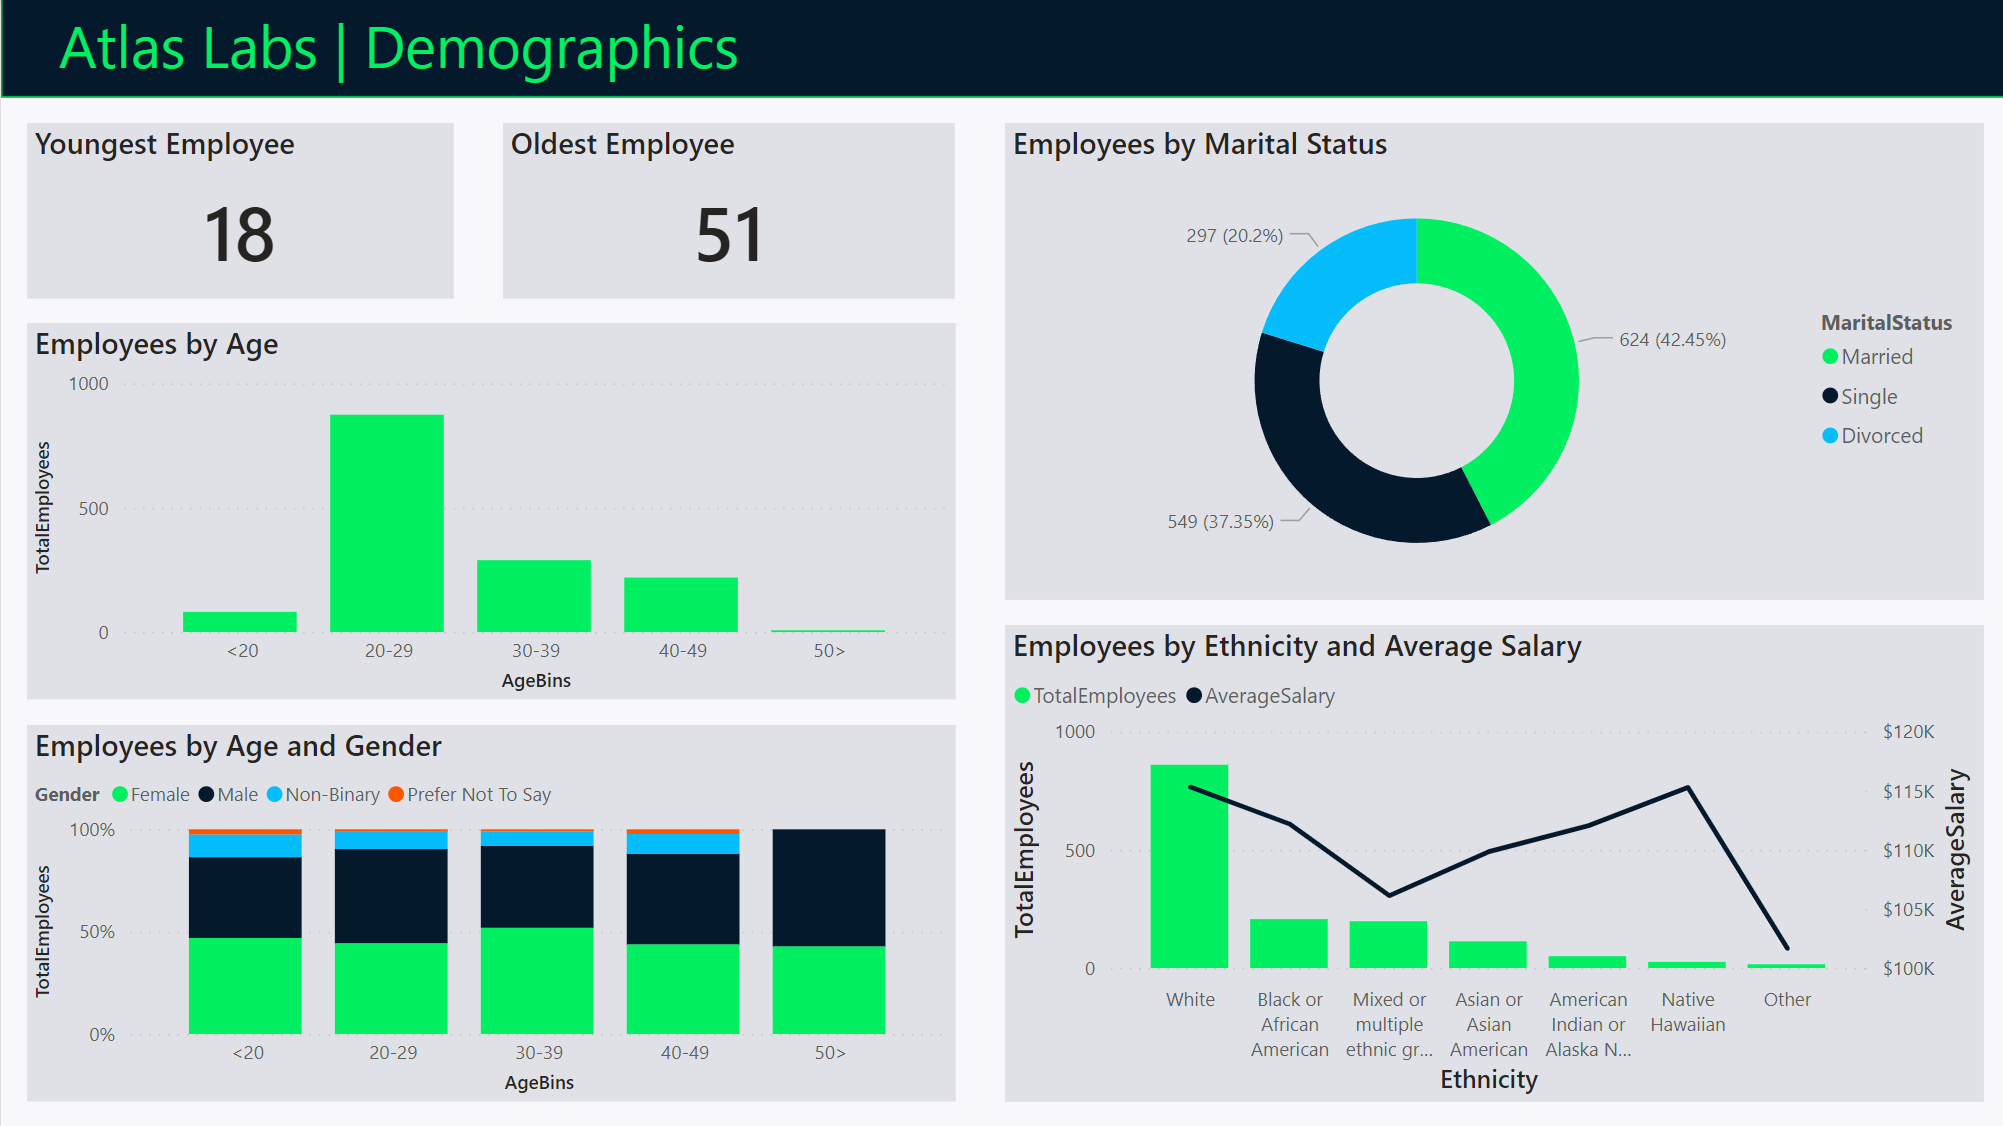 Atlas Labs | Demographics
Youngest Employee
18
Oldest Employee
51
Employees by Age
TotalEmployees
1000
500
0
<20 20-29 30-39 40-49 50>
AgeBins
Employees by Age and Gender
Gender Female Male Non-Binary Prefer Not To Say
TotalEmployees
100%
50%
0%
<20 20-29 30-39 40-49 50>
AgeBins
Employees by Marital Status
297 (20.2%)
624 (42.45%)
549 (37.35%)
MaritalStatus
Married
Single
Divorced
Employees by Ethnicity and Average Salary
TotalEmployees AverageSalary
TotalEmployees
1000
500
0
$120K
$115K
$110K
$105K
$100K
AverageSalary
White
Black or
African
American
Mixed or
multiple
ethnic gr...
Asian or
Asian
American
American
Indian or
Alaska N...
Native
Hawaiian
Other
Ethnicity